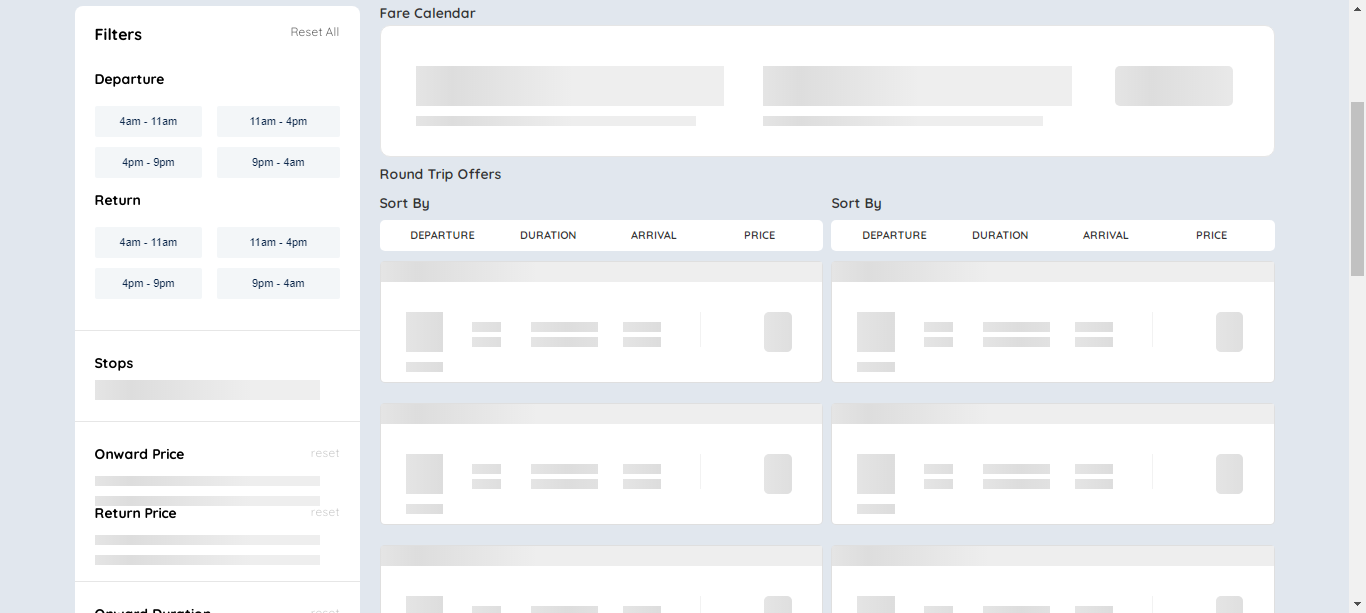 Filters
Reset All
Departure
4am - 11am
11am - 4pm
4pm - 9pm
9pm - 4am
Return
4am - 11am
11am - 4pm
4pm - 9pm
9pm - 4am
Stops
Onward Price
reset
Return Price
reset
Onward Duration
reset
Fare Calendar
Round Trip Offers
Sort By
DEPARTURE DURATION ARRIVAL PRICE
Sort By
DEPARTURE DURATION ARRIVAL PRICE